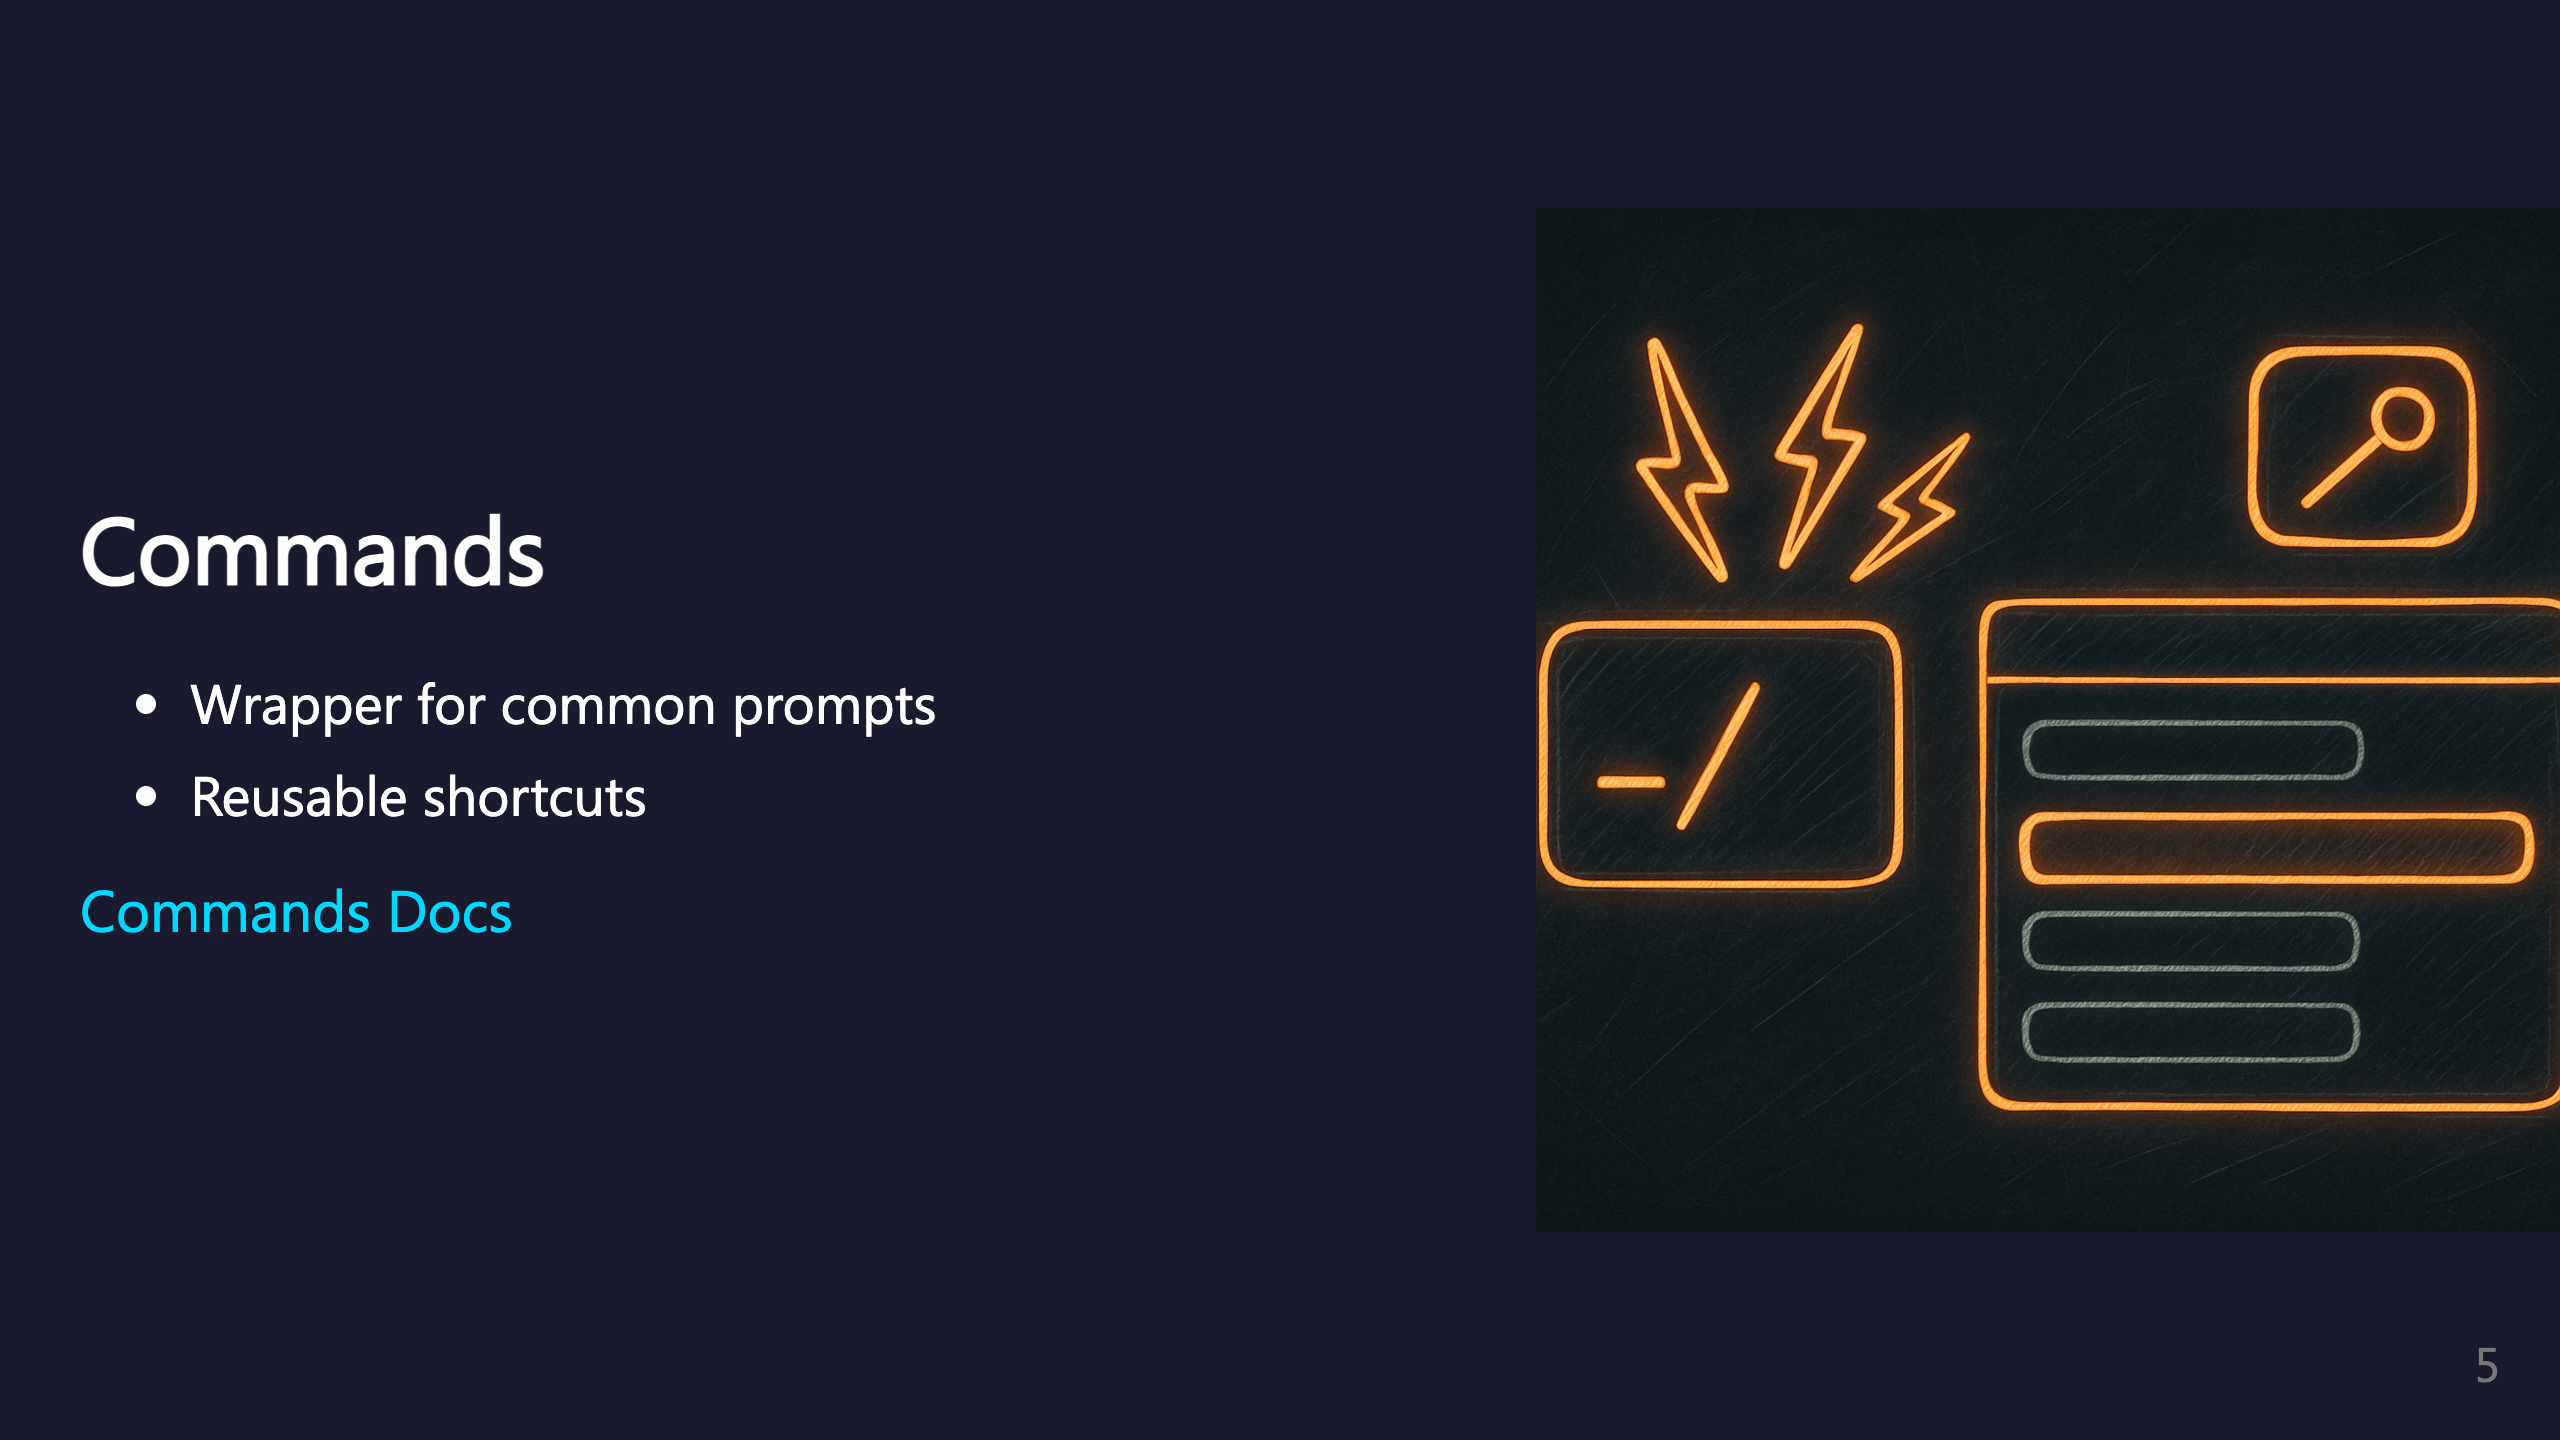 Commands
• Wrapper for common prompts
• Reusable shortcuts
Commands Docs
-/
5